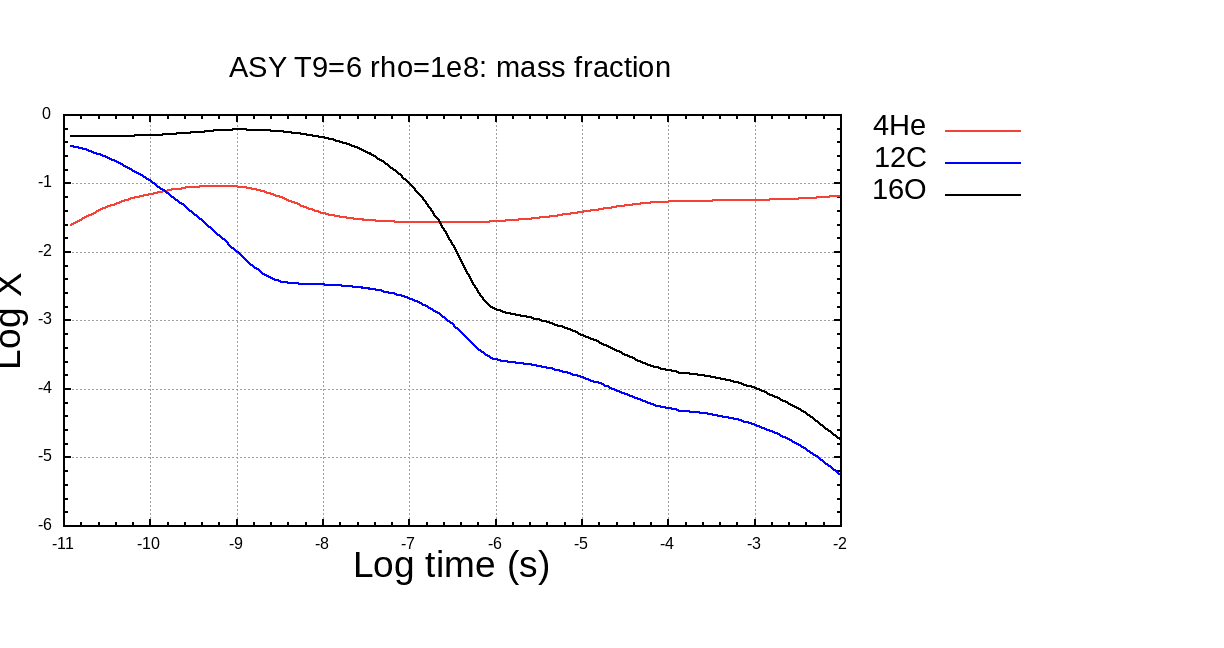 ASY T9=6 rho=1e8: mass fraction
4He
12C
16O
Log X
0
-1
-2
-3
-4
-5
-6
-11 -10 -9 -8 -7 -6 -5 -4 -3 -2
Log time (s)